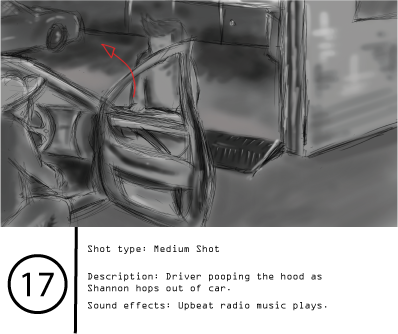 Shot type: Medium Shot
17
Description: Driver pooping the hood as
Shannon hops out of car.
Sound effects: Upbeat radio music plays.